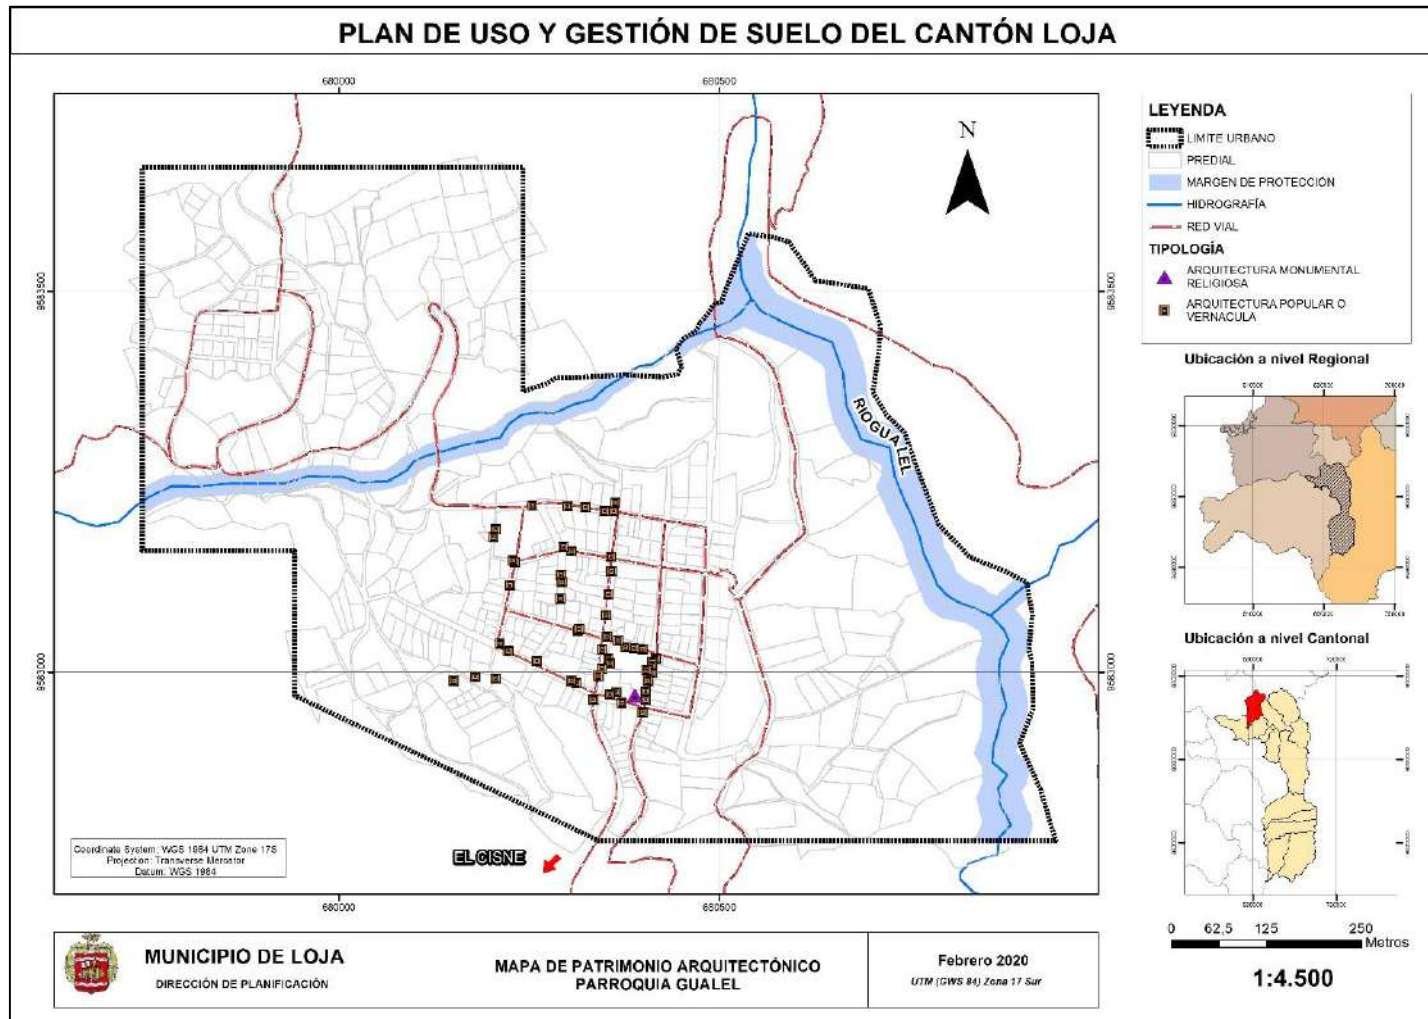 PLAN DE USO Y GESTIÓN DE SUELO DEL CANTÓN LOJA
680000
680500
9583500
9583500
9583000
9583000
680000
680500
N
RIOGUALEL
EL CISNE
Coordinate System: WGS 1984 UTM Zone 17S
Projection: Transverse Mercator
Datum: WGS 1984
LEYENDA
LIMITE URBANO
PREDIAL
MARGEN DE PROTECCIÓN
HIDROGRAFÍA
RED VIAL
TIPOLOGÍA
ARQUITECTURA MONUMENTAL
RELIGIOSA
ARQUITECTURA POPULAR O
VERNACULA
Ubicación a nivel Regional
Ubicación a nivel Cantonal
0 62,5 125 250
Metros
1:4.500
MUNICIPIO DE LOJA
DIRECCIÓN DE PLANIFICACIÓN
MAPA DE PATRIMONIO ARQUITECTÓNICO
PARROQUIA GUALEL
Febrero 2020
UTM (GWS 84) Zona 17 Sur